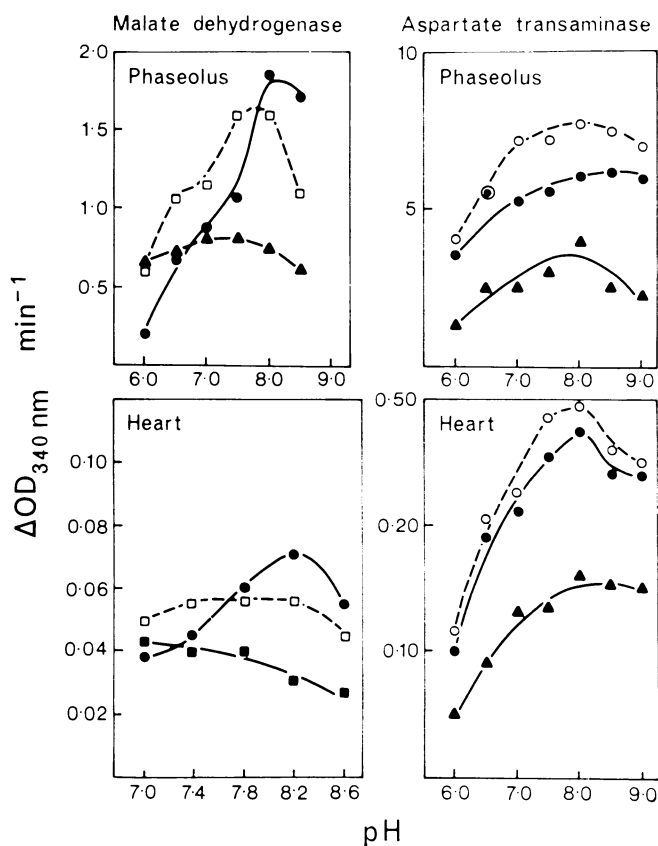 Malate dehydrogenase
Aspartate transaminase
2·0
1·5
1·0
0·5
Phaseolus
6·0 7·0 8·0 9·0
10
5
Phaseolus
6·0 7·0 8·0 9·0
ΔOD340 nm min−1
0·10
0·08
0·06
0·04
0·02
Heart
7·0 7·4 7·8 8·2 8·6
0·50
0·20
0·10
Heart
6·0 7·0 8·0 9·0
pH